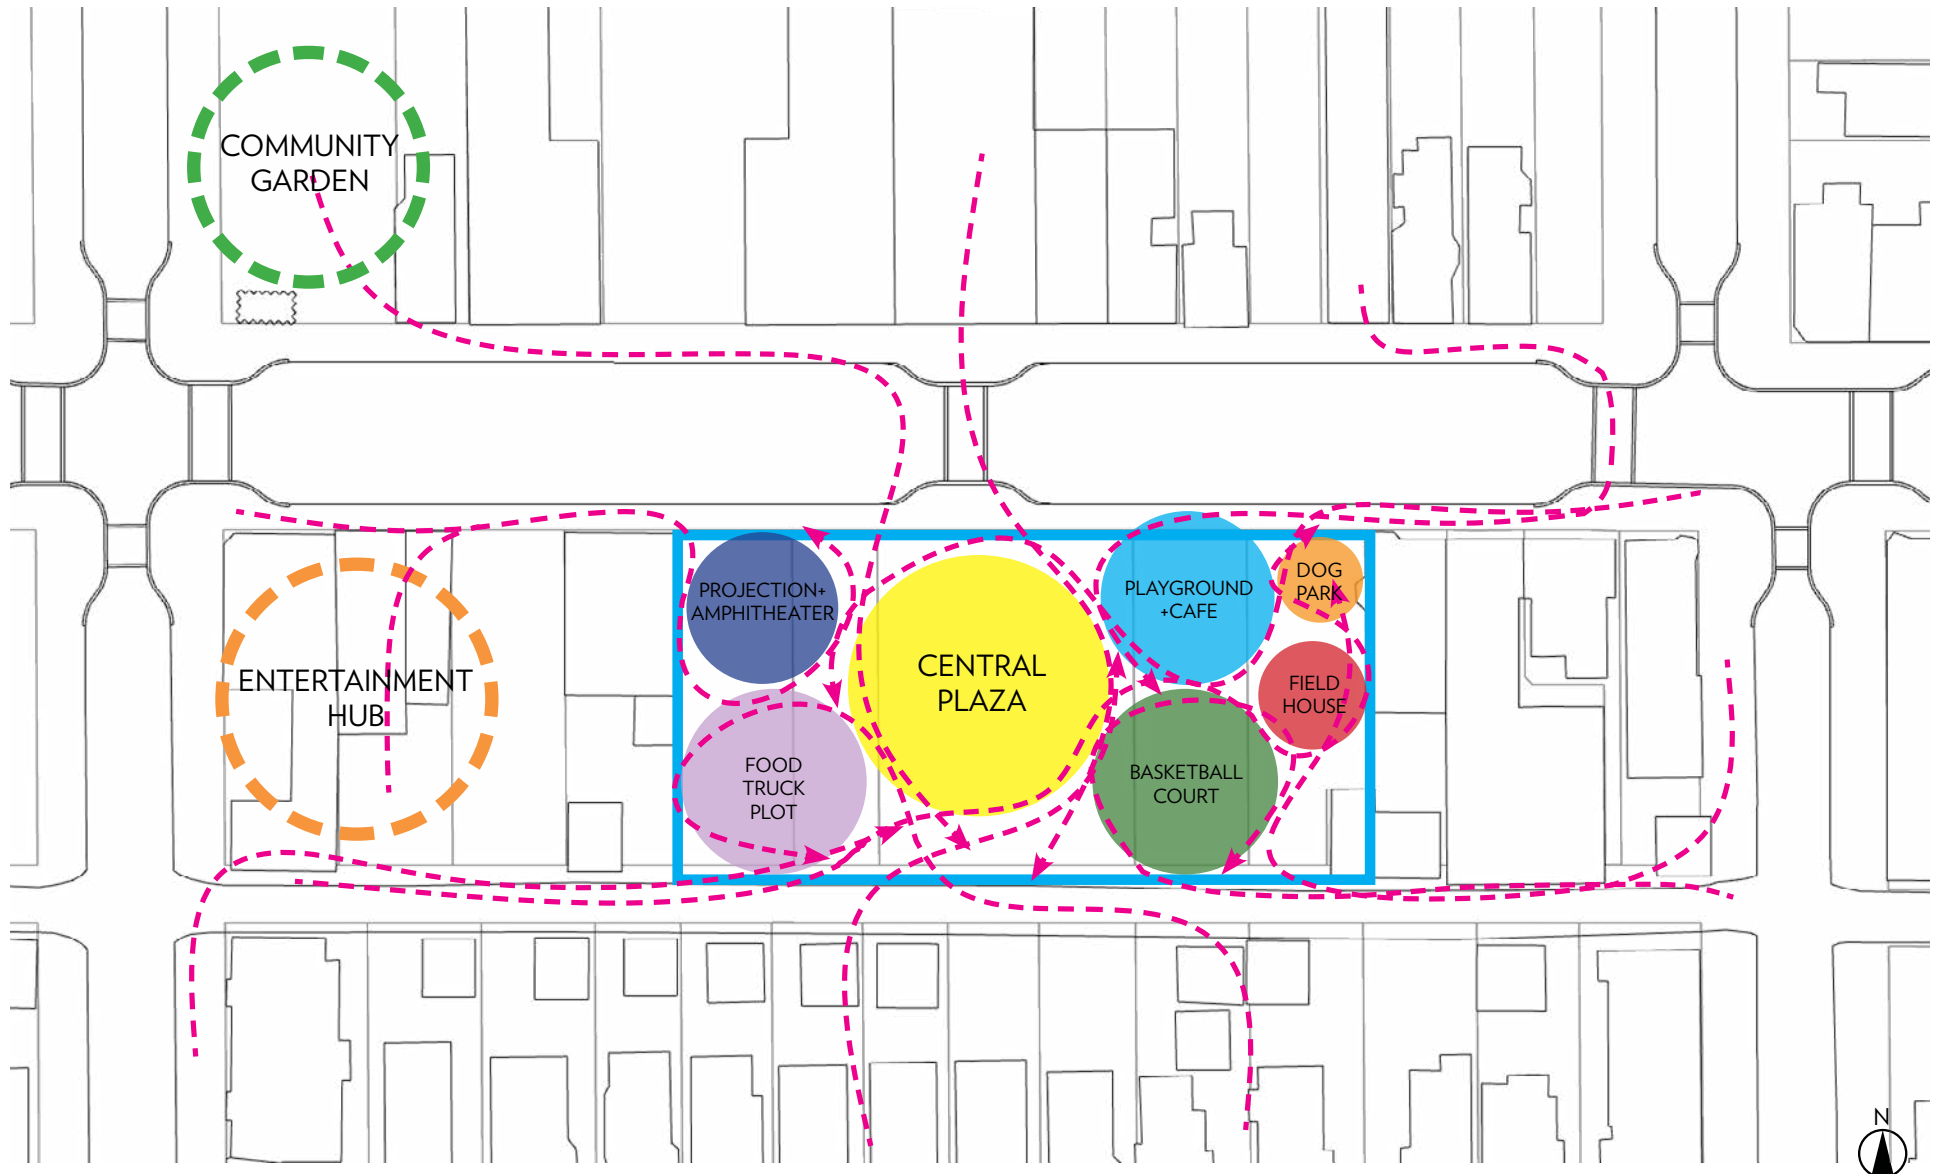 COMMUNITY
GARDEN
PROJECTION+
AMPHITHEATER
PLAYGROUND
+CAFE
DOG
PARK
CENTRAL
PLAZA
ENTERTAINMENT
HUB
FIELD
HOUSE
FOOD
TRUCK
PLOT
BASKETBALL
COURT
N